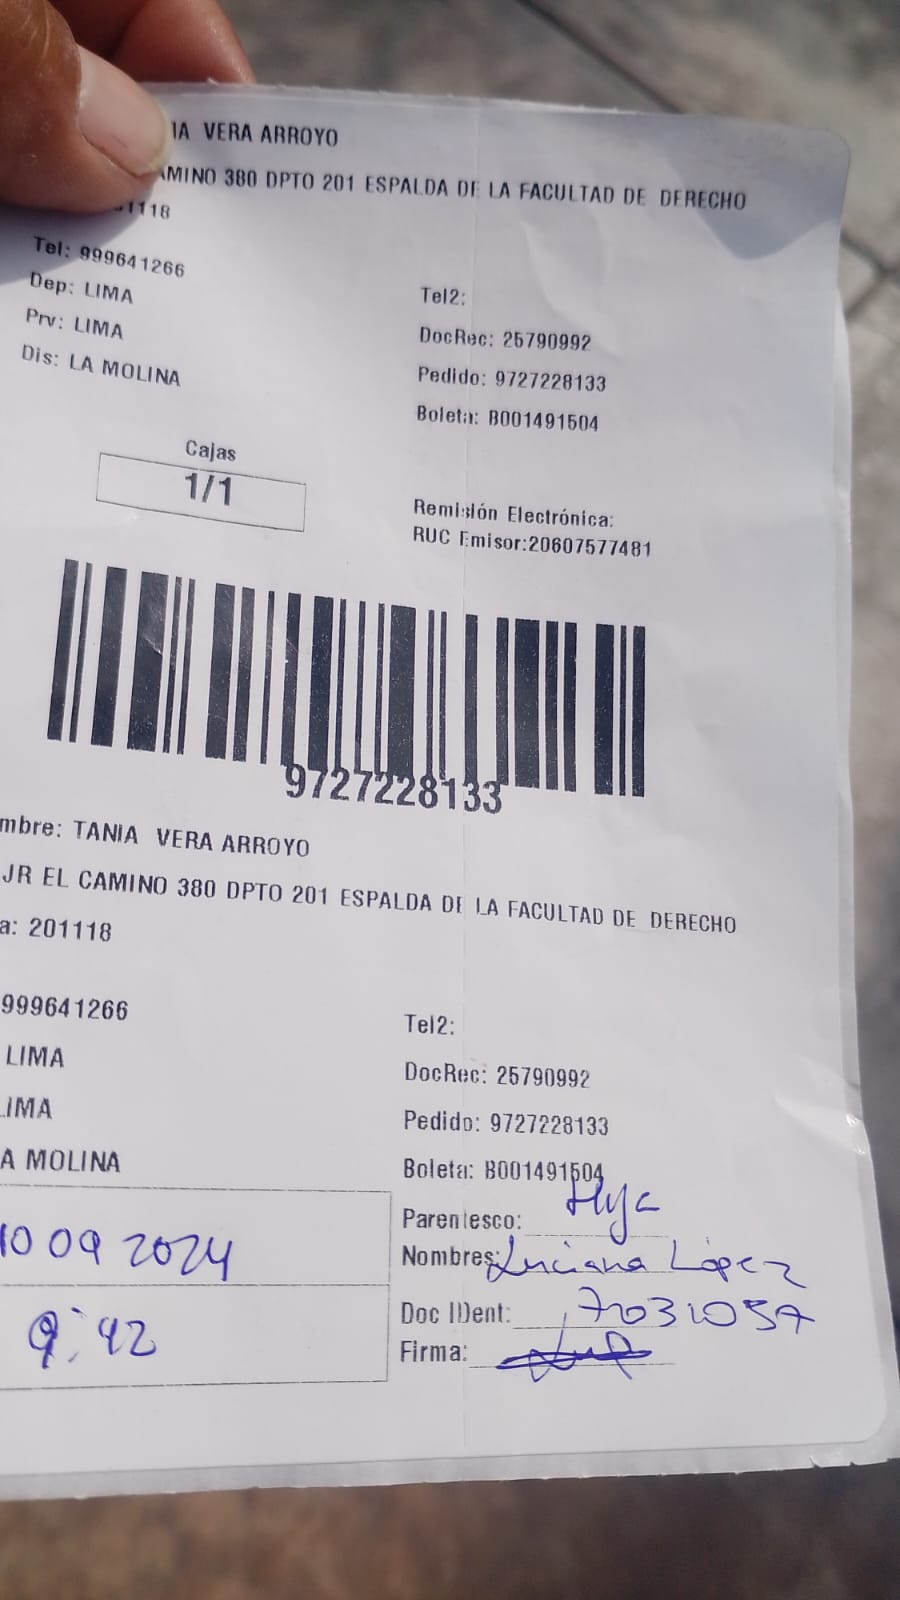 IA VERA ARROYO
AMINO 380 DPTO 201 ESPALDA DE LA FACULTAD DE DERECHO
1118
Tel: 999641266
Tel2:
Dep: LIMA
DocRec: 25790992
Prv: LIMA
Pedido: 9727228133
Dis: LA MOLINA
Boleta: B001491504
Cajas
1/1
Remisión Electrónica:
RUC Emisor:20607577481
9727228133
mbre: TANIA VERA ARROYO
JR EL CAMINO 380 DPTO 201 ESPALDA DE LA FACULTAD DE DERECHO
a: 201118
999641266
Tel2:
LIMA
DocRec: 25790992
LIMA
Pedido: 9727228133
A MOLINA
Boleta: B001491504
Parentesco: Hija
10 09 2024
Nombres: Luciana López
9:42
Doc IDent: 71031057
Firma: